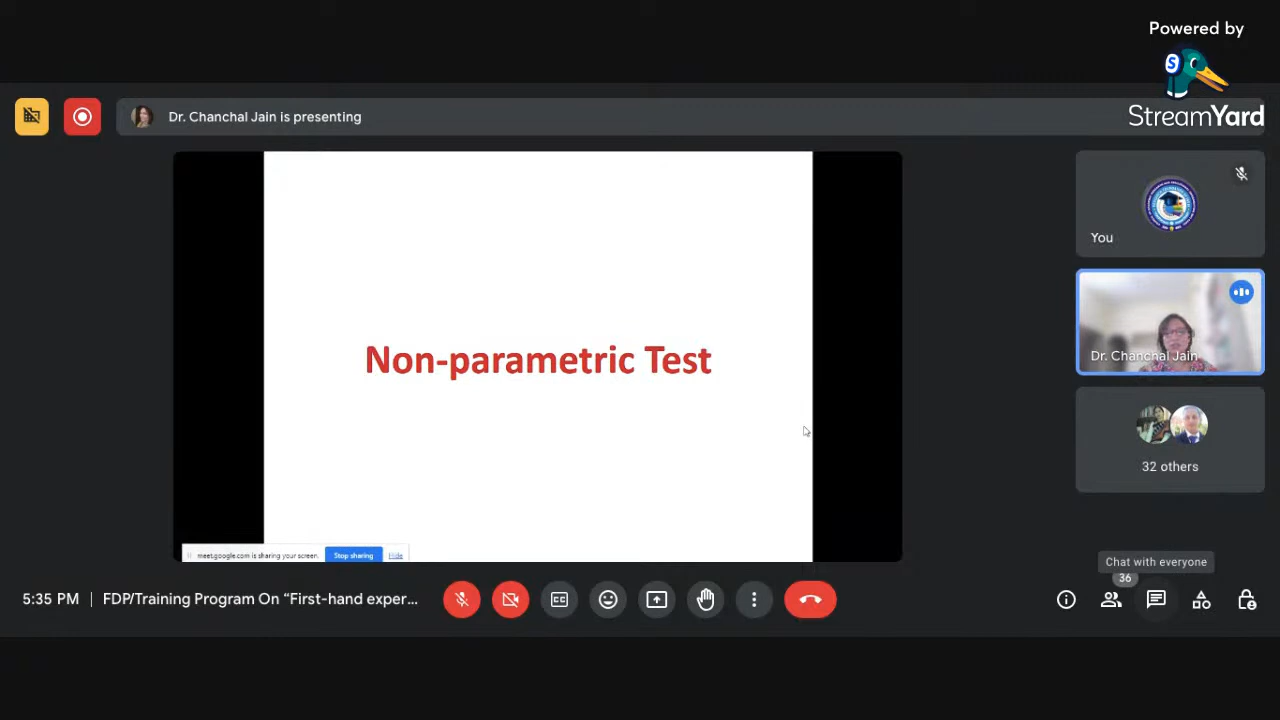 Powered by
StreamYard
Dr. Chanchal Jain is presenting
S
You
Non-parametric Test
Dr. Chanchal Jain
32 others
meet.google.com is sharing your screen.
Stop sharing
Hide
Chat with everyone
36
5:35 PM
FDP/Training Program On “First-hand exper...
CC